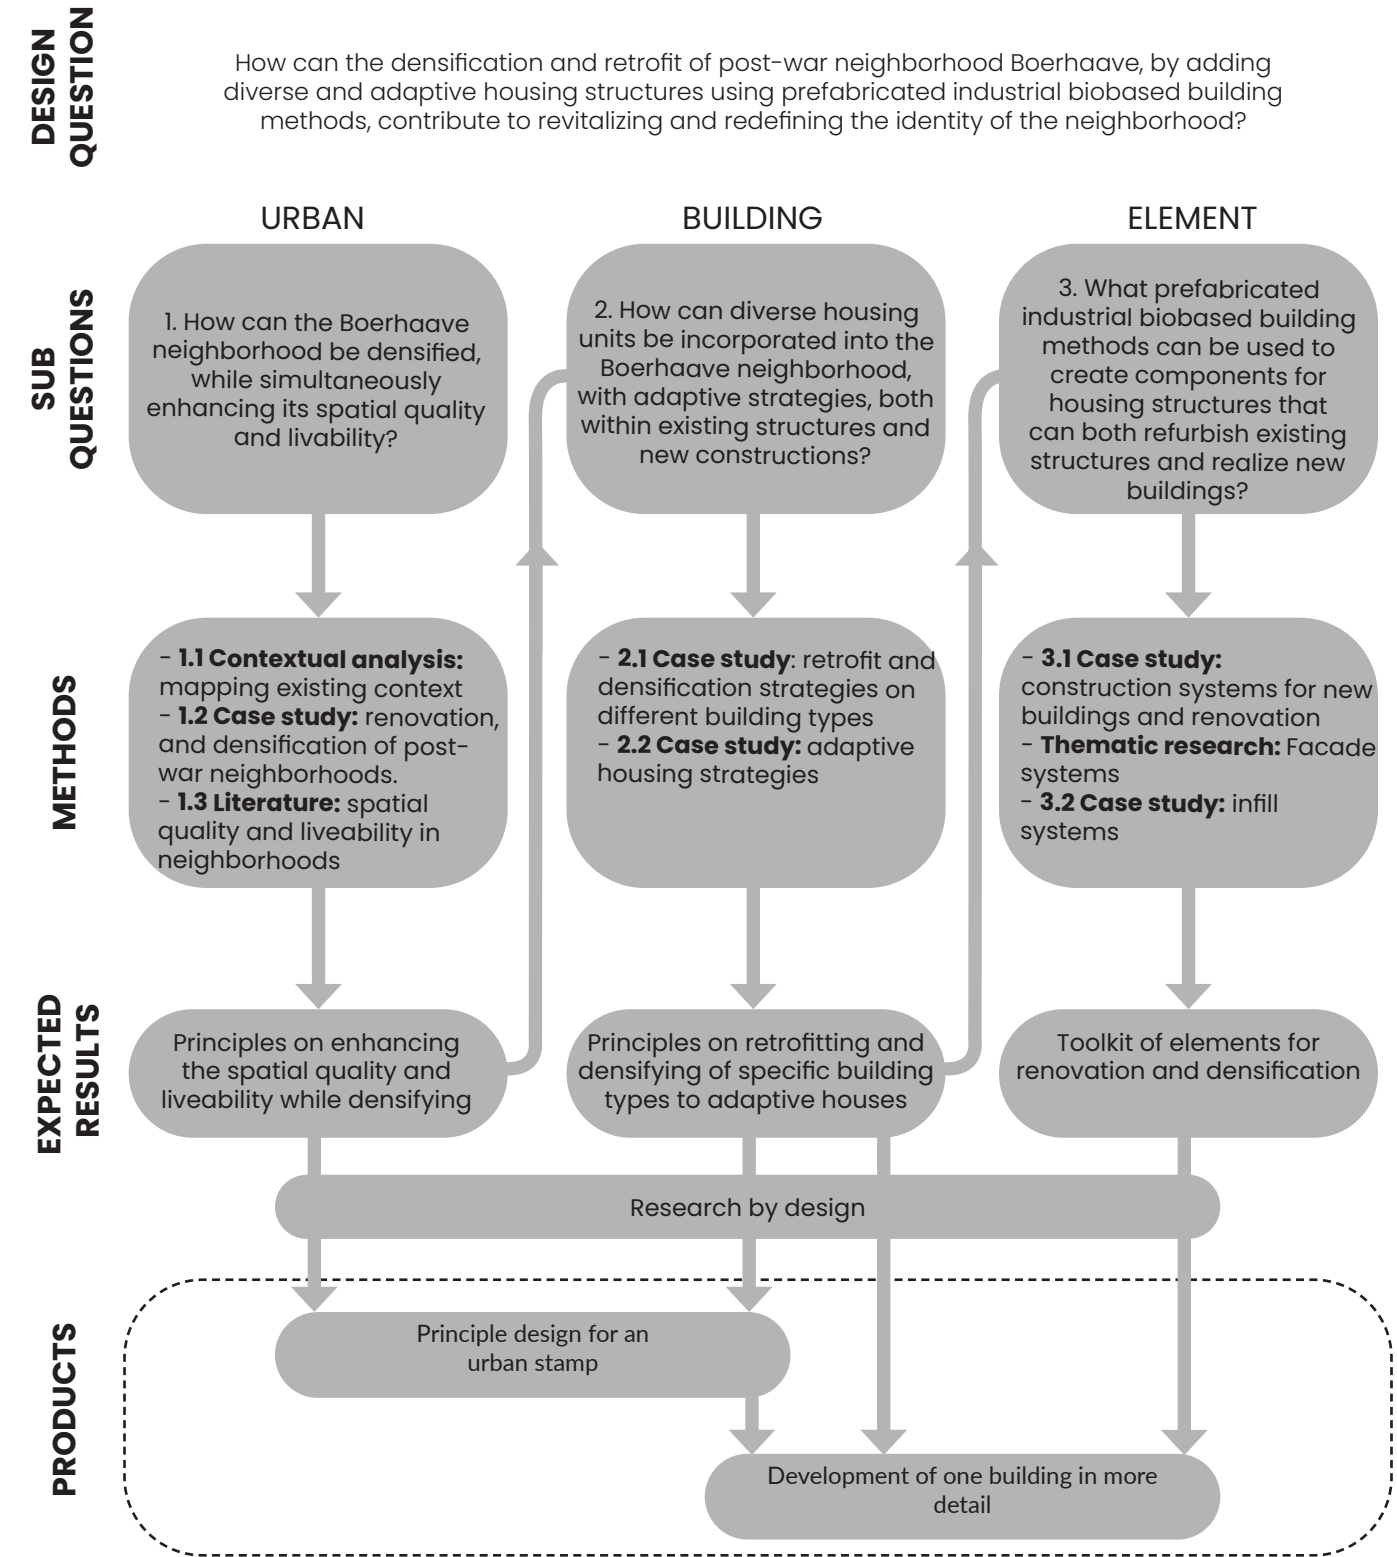 DESIGN
QUESTION
How can the densification and retrofit of post-war neighborhood Boerhaave, by adding
diverse and adaptive housing structures using prefabricated industrial biobased building
methods, contribute to revitalizing and redefining the identity of the neighborhood?
URBAN
BUILDING
ELEMENT
SUB
QUESTIONS
1. How can the Boerhaave
neighborhood be densified,
while simultaneously
enhancing its spatial quality
and livability?
2. How can diverse housing
units be incorporated into the
Boerhaave neighborhood,
with adaptive strategies, both
within existing structures and
new constructions?
3. What prefabricated
industrial biobased building
methods can be used to
create components for
housing structures that
can both refurbish existing
structures and realize new
buildings?
METHODS
- 1.1 Contextual analysis:
mapping existing context
- 1.2 Case study: renovation,
and densification of post-
war neighborhoods.
- 1.3 Literature: spatial
quality and liveability in
neighborhoods
- 2.1 Case study: retrofit and
densification strategies on
different building types
- 2.2 Case study: adaptive
housing strategies
- 3.1 Case study:
construction systems for new
buildings and renovation
- Thematic research: Facade
systems
- 3.2 Case study: infill
systems
EXPECTED
RESULTS
Principles on enhancing
the spatial quality and
liveability while densifying
Principles on retrofitting and
densifying of specific building
types to adaptive houses
Toolkit of elements for
renovation and densification
Research by design
PRODUCTS
Principle design for an
urban stamp
Development of one building in more
detail